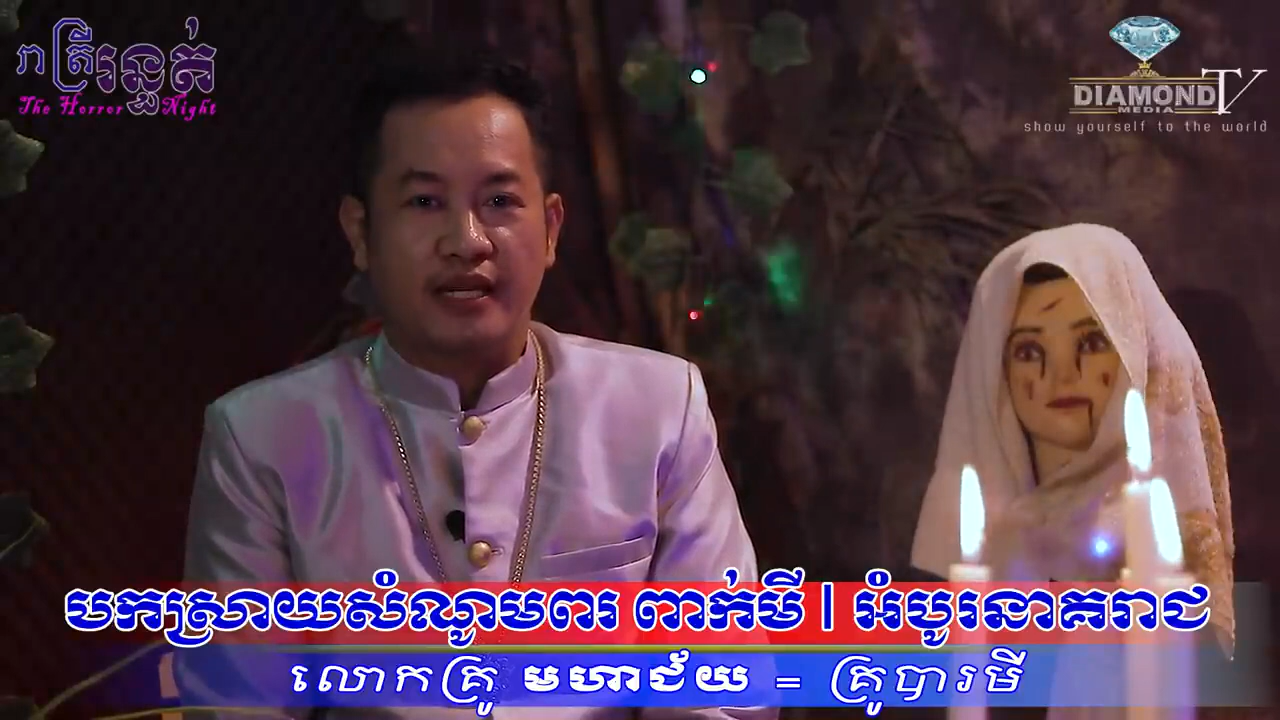 រាត្រីរន្ធត់
The Horror Night
DIAMOND TV
MEDIA
show yourself to the world
បកស្រាយសំណូមពរ ពាក់មី | អំបូរនាគរាជ
លោកគ្រូ មហាជ័យ = គ្រូបារមី